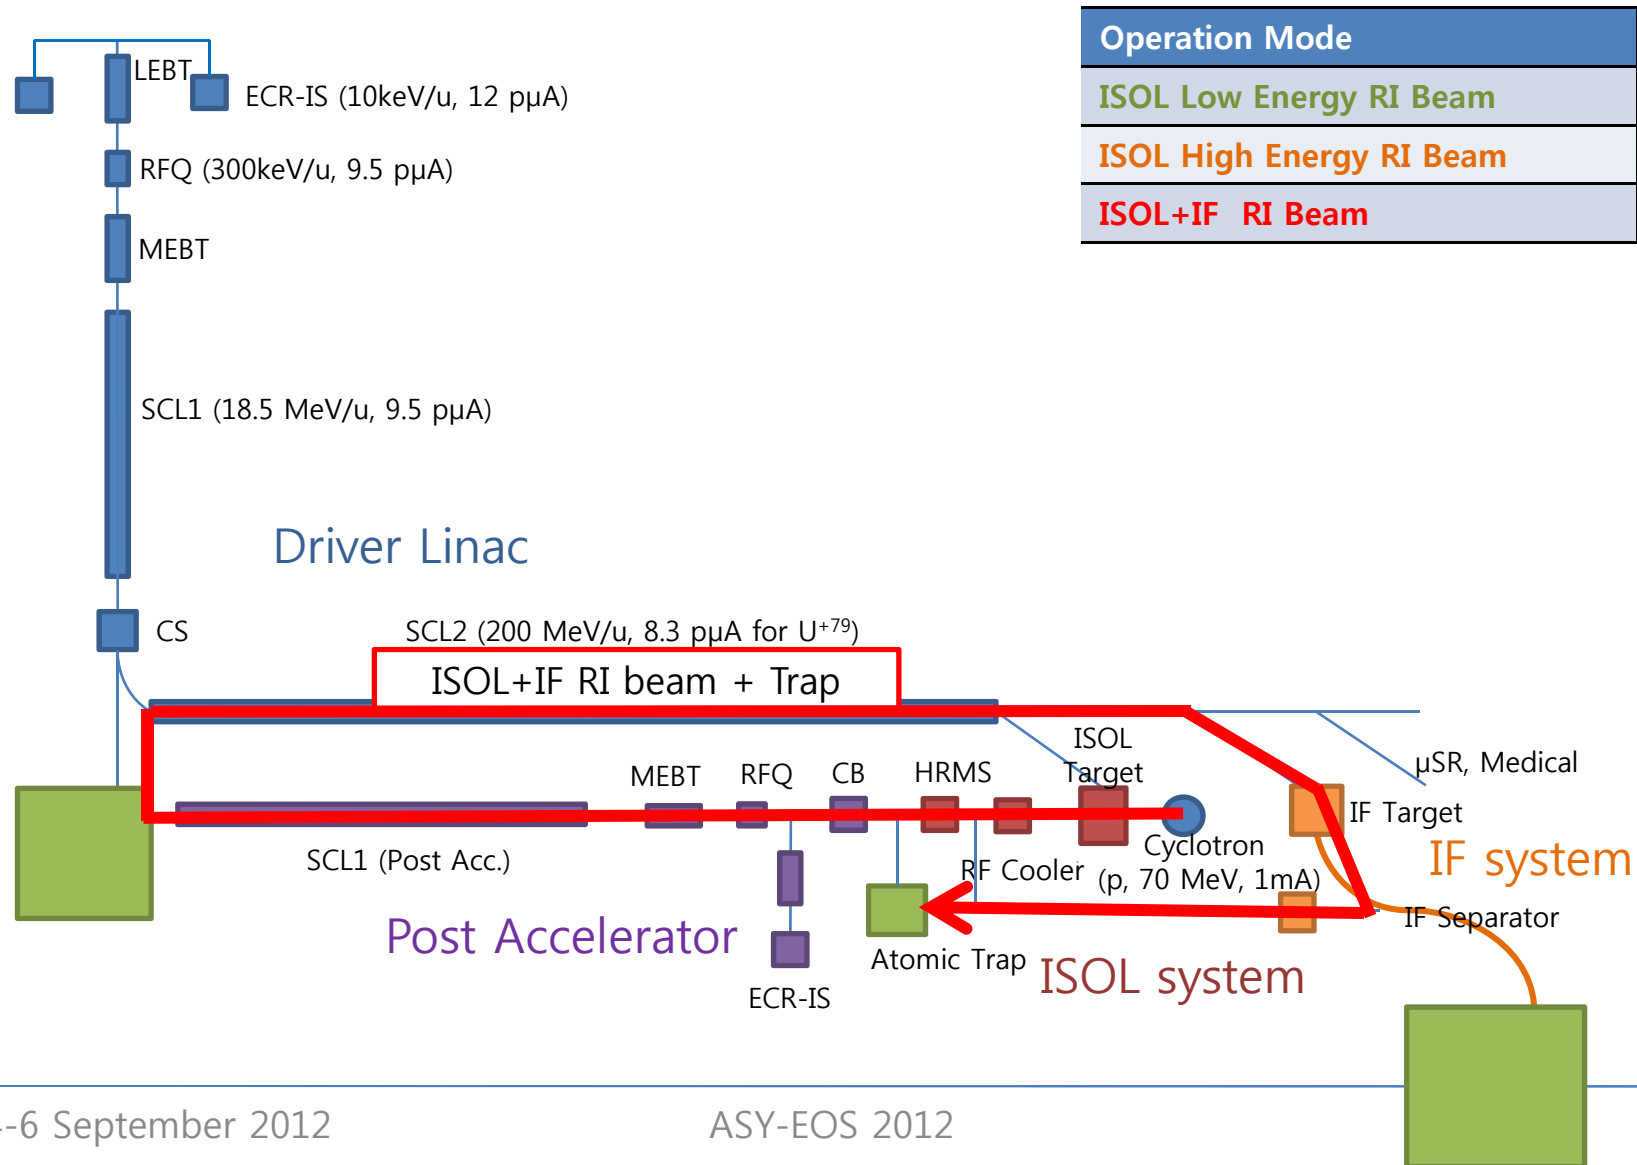 Operation Mode
ISOL Low Energy RI Beam
ISOL High Energy RI Beam
ISOL+IF RI Beam
LEBT
ECR-IS (10keV/u, 12 pμA)
RFQ (300keV/u, 9.5 pμA)
MEBT
SCL1 (18.5 MeV/u, 9.5 pμA)
Driver Linac
CS
SCL2 (200 MeV/u, 8.3 pμA for U+79)
ISOL+IF RI beam + Trap
MEBT
RFQ
CB
HRMS
ISOL
Target
μSR, Medical
IF Target
SCL1 (Post Acc.)
RF Cooler
Cyclotron
(p, 70 MeV, 1mA)
IF system
IF Separator
Post Accelerator
Atomic Trap
ISOL system
ECR-IS
-6 September 2012
ASY-EOS 2012